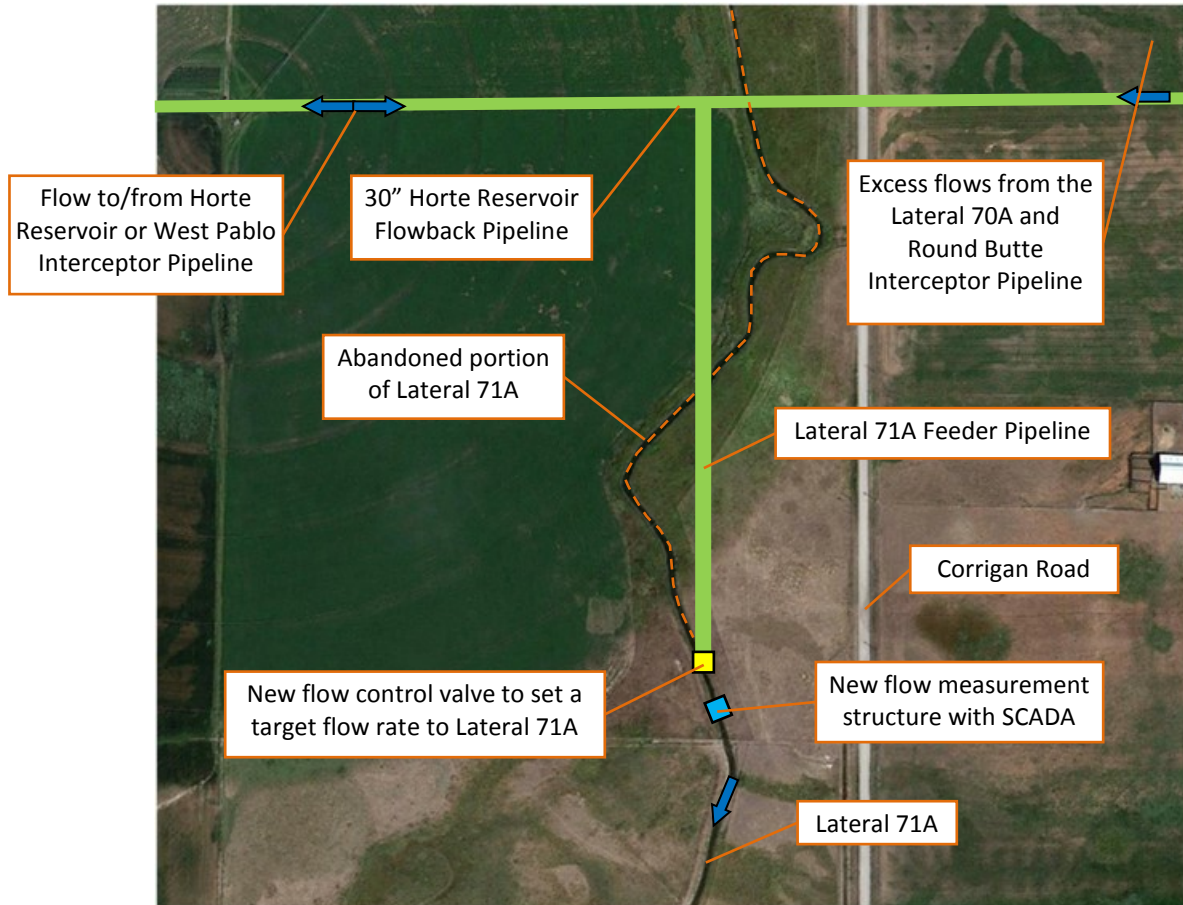 Flow to/from Horte
Reservoir or West Pablo
Interceptor Pipeline
30” Horte Reservoir
Flowback Pipeline
Excess flows from the
Lateral 70A and
Round Butte
Interceptor Pipeline
Abandoned portion
of Lateral 71A
Lateral 71A Feeder Pipeline
Corrigan Road
New flow control valve to set a
target flow rate to Lateral 71A
New flow measurement
structure with SCADA
Lateral 71A